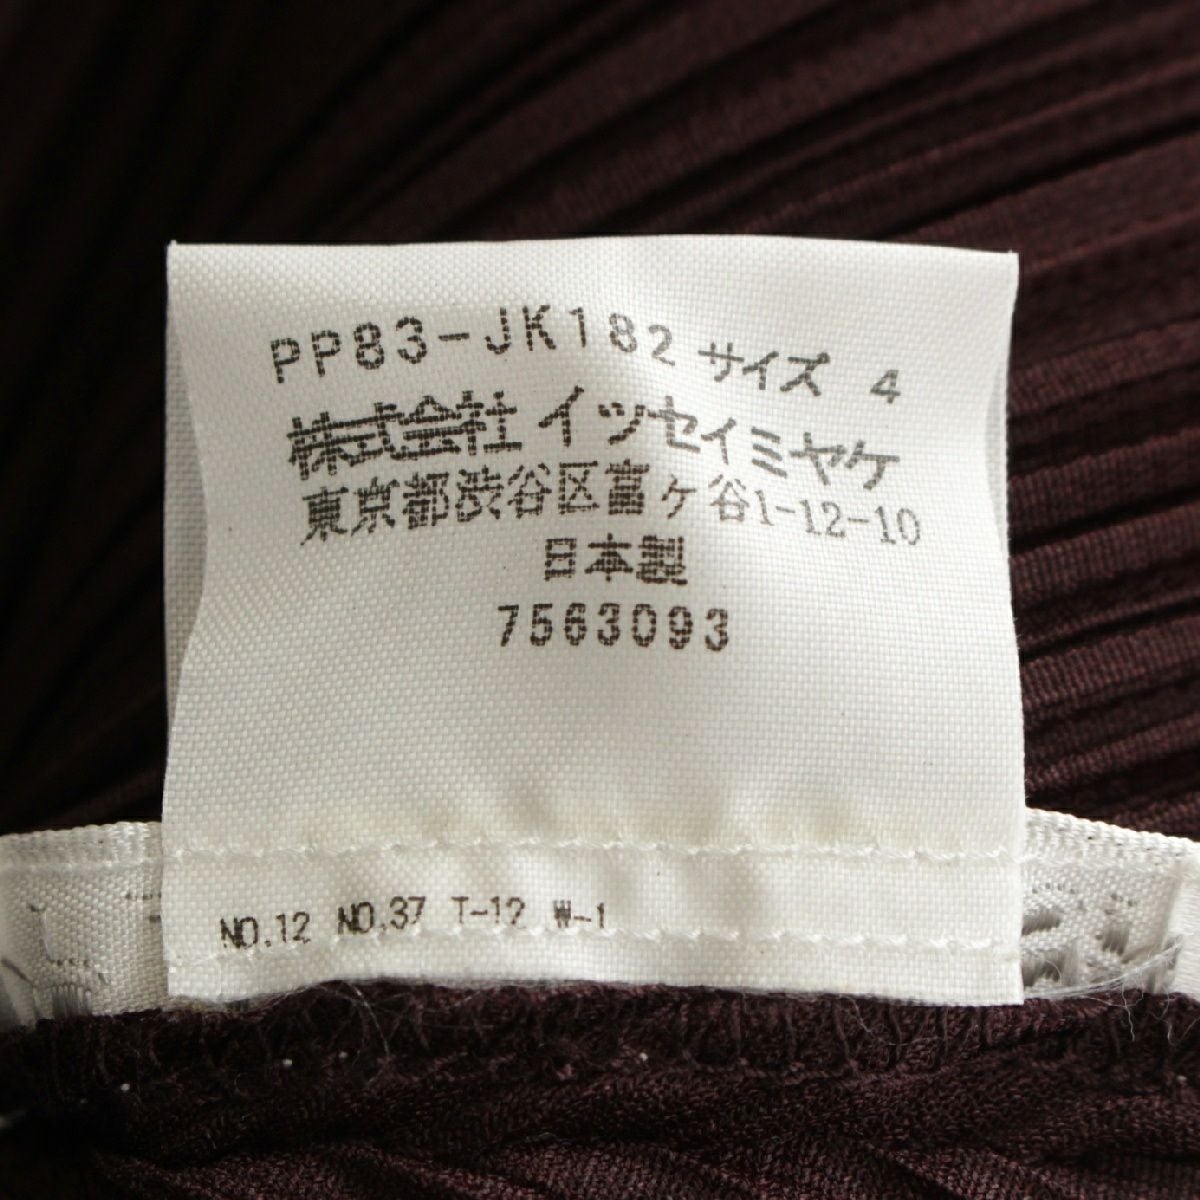 PP83-JK182 サイズ 4
株式会社 イッセイミヤケ
東京都渋谷区富ヶ谷1-12-10
日本製
7563093
NO.12 NO.37 T-12 W-1